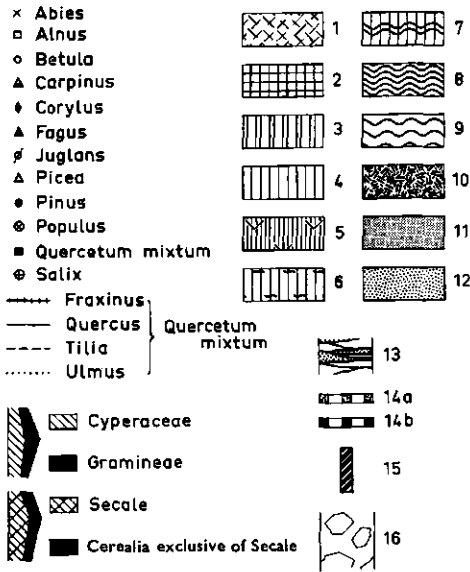 Abies
Alnus
Betula
Carpinus
Corylus
Fagus
Juglans
Picea
Pinus
Populus
Quercetum mixtum
Salix
Fraxinus
Quercus
Tilia
Ulmus
Quercetum
mixtum
Cyperaceae
Gramineae
Secale
Cerealia exclusive of Secale
1
2
3
4
5
6
7
8
9
10
11
12
13
14a
14b
15
16